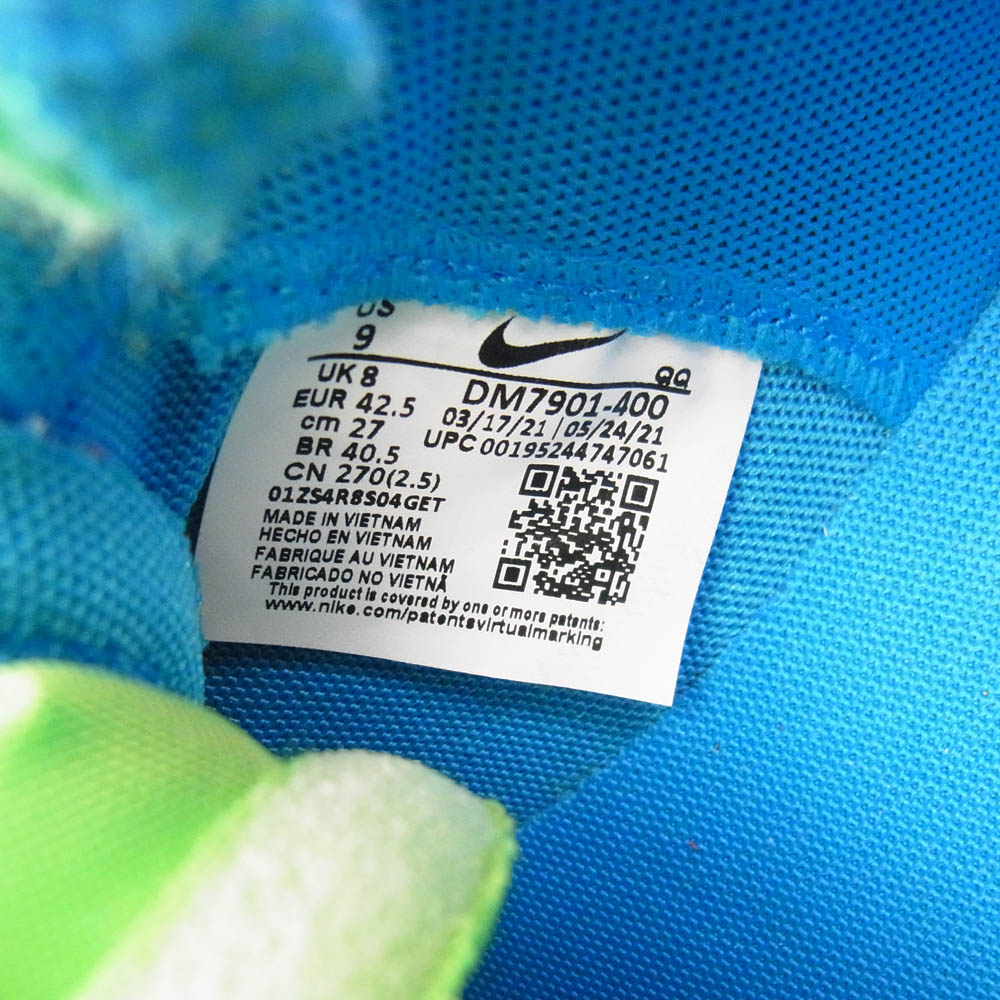 US
9
QQ
UK 8
DM7901-400
EUR 42.5
03/17/21 | 05/24/21
cm 27
UPC 00195244747061
BR 40.5
CN 270(2.5)
01ZS4R8S04GET
MADE IN VIETNAM
HECHO EN VIETNAM
FABRIQUE AU VIETNAM
FABRICADO NO VIETNÃ
This product is covered by one or more patents:
www.nike.com/patentsvirtualmarking